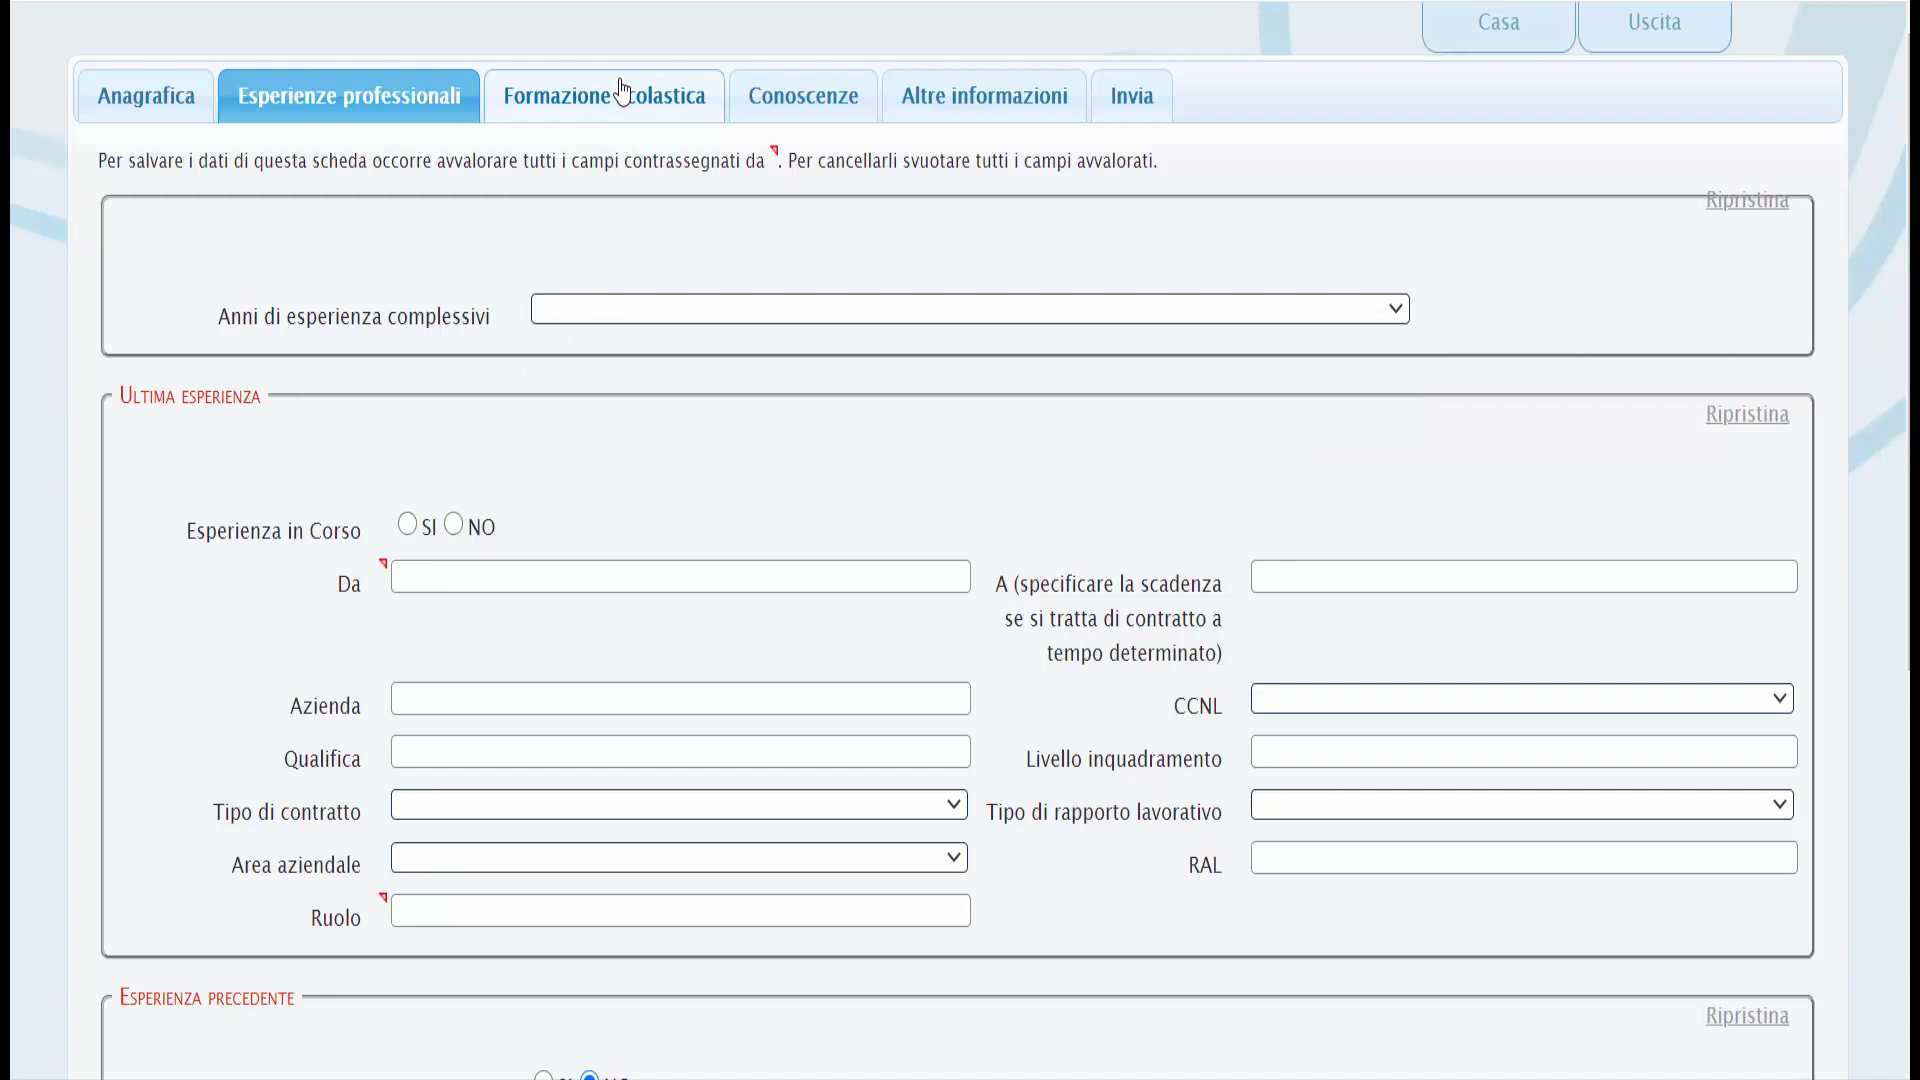 Casa Uscita
Anagrafica Esperienze professionali Formazione Conoscenze Altre informazioni Invia
Per salvare i dati di questa scheda occorre avvalorare tutti i campi contrassegnati da . Per cancellarli svuotare tutti i campi avvalorati.
Ripristina
Anni di esperienza complessivi
Ultima esperienza
Ripristina
Esperienza in Corso SI NO
Da A (specificare la scadenza
se si tratta di contratto a
tempo determinato)
Azienda CCNL
Qualifica Livello inquadramento
Tipo di contratto Tipo di rapporto lavorativo
Area aziendale RAL
Ruolo
Esperienza precedente
Ripristina